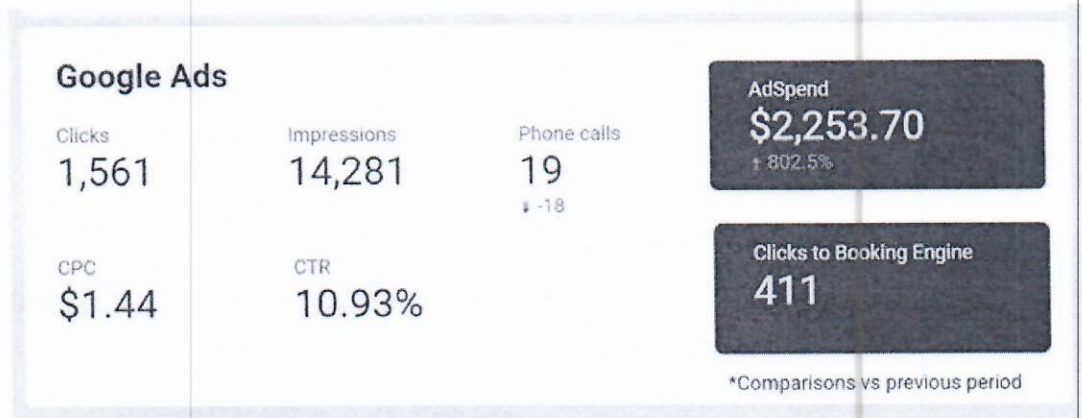 Google Ads
Clicks
1,561
Impressions
14,281
Phone calls
19
↓ -18
CPC
$1.44
CTR
10.93%
AdSpend
$2,253.70
↑ 802.5%
Clicks to Booking Engine
411
*Comparisons vs previous period